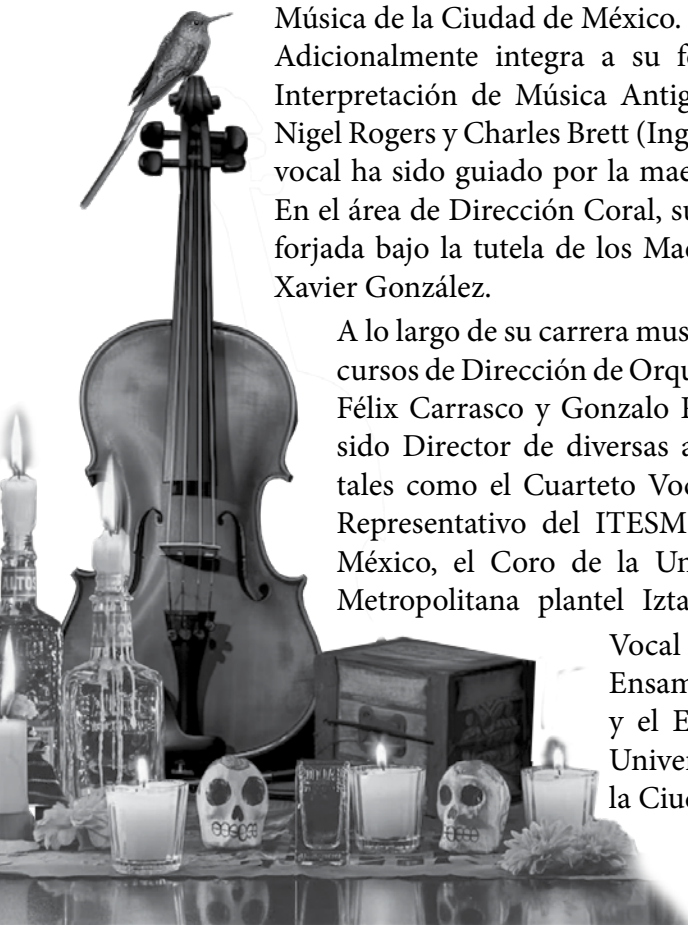 Música de la Ciudad de México.
Adicionalmente integra a su fo
Interpretación de Música Antig
Nigel Rogers y Charles Brett (Ing
vocal ha sido guiado por la mae
En el área de Dirección Coral, su
forjada bajo la tutela de los Mae
Xavier González.
A lo largo de su carrera mus
cursos de Dirección de Orqu
Félix Carrasco y Gonzalo
sido Director de diversas a
tales como el Cuarteto Voc
Representativo del ITESM
México, el Coro de la Un
Metropolitana plantel Izta
Vocal
Ensam
y el E
Univer
la Ciud